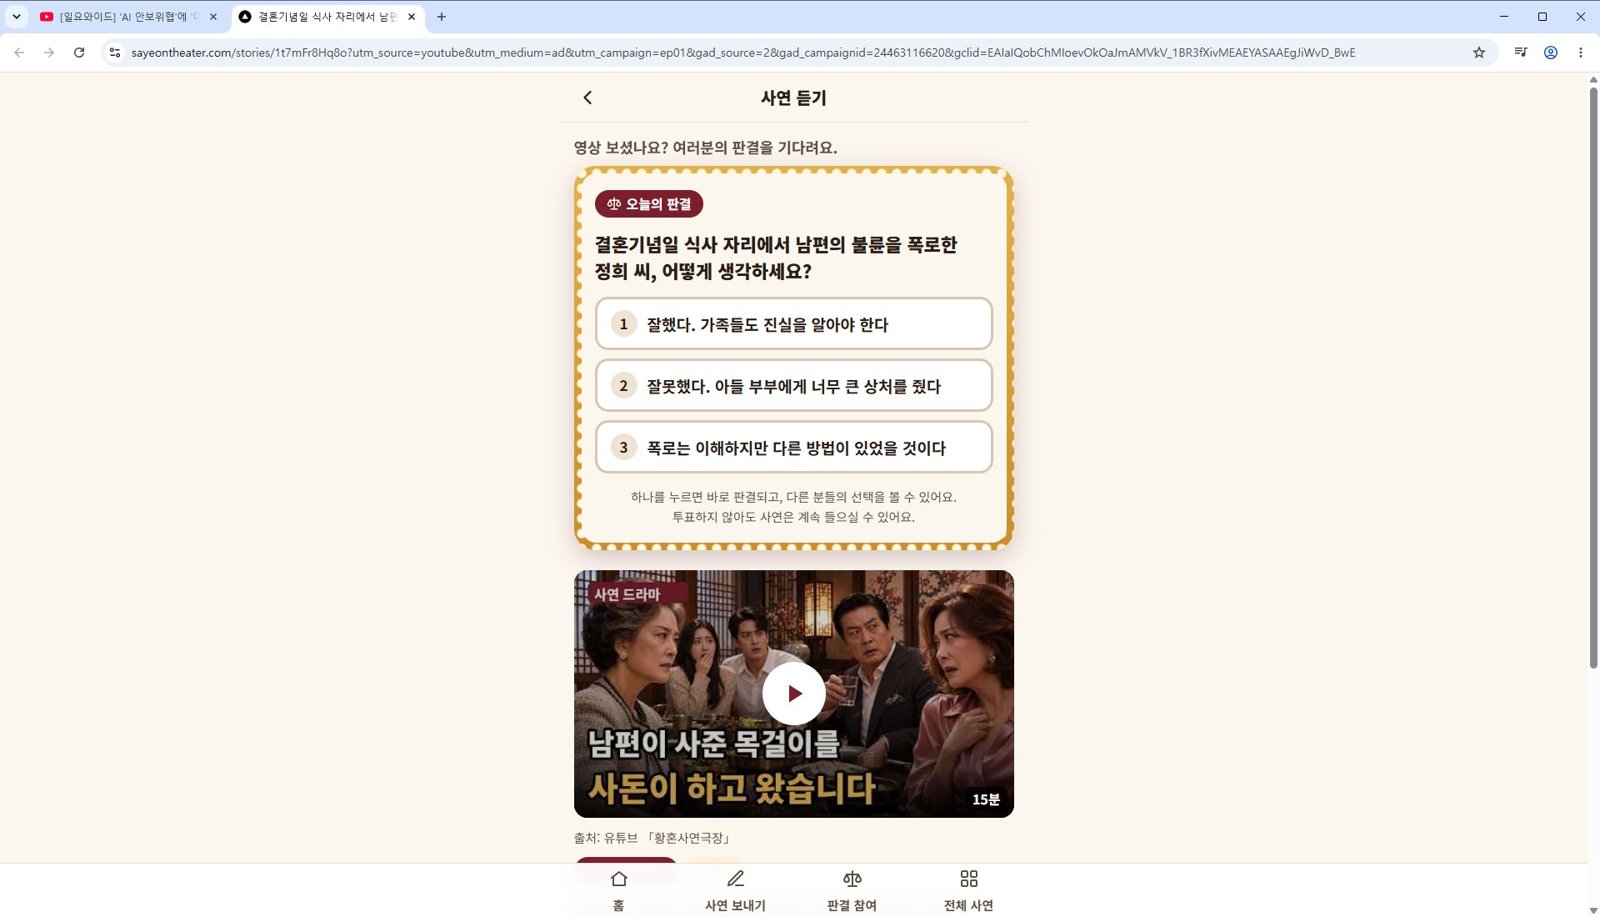 [일요와이드] 'AI 안보위협'에
결혼기념일 식사 자리에서 남편
sayeontheater.com/stories/1t7mFr8Hq8o?utm_source=youtube&utm_medium=ad&utm_campaign=ep01&gad_source=2&gad_campaignid=24463116620&gclid=EAIaIQobChMIoevOkOaJmAMVkV_1BR3fXivMEAEYASAAEgJiWvD_BwE
사연 듣기
영상 보셨나요? 여러분의 판결을 기다려요.
오늘의 판결
결혼기념일 식사 자리에서 남편의 불륜을 폭로한
정희 씨, 어떻게 생각하세요?
1 잘했다. 가족들도 진실을 알아야 한다
2 잘못했다. 아들 부부에게 너무 큰 상처를 줬다
3 폭로는 이해하지만 다른 방법이 있었을 것이다
하나를 누르면 바로 판결되고, 다른 분들의 선택을 볼 수 있어요.
투표하지 않아도 사연은 계속 들으실 수 있어요.
사연 드라마
남편이 사준 목걸이를
사돈이 하고 왔습니다
15분
출처: 유튜브 「황혼사연극장」
홈
사연 보내기
판결 참여
전체 사연